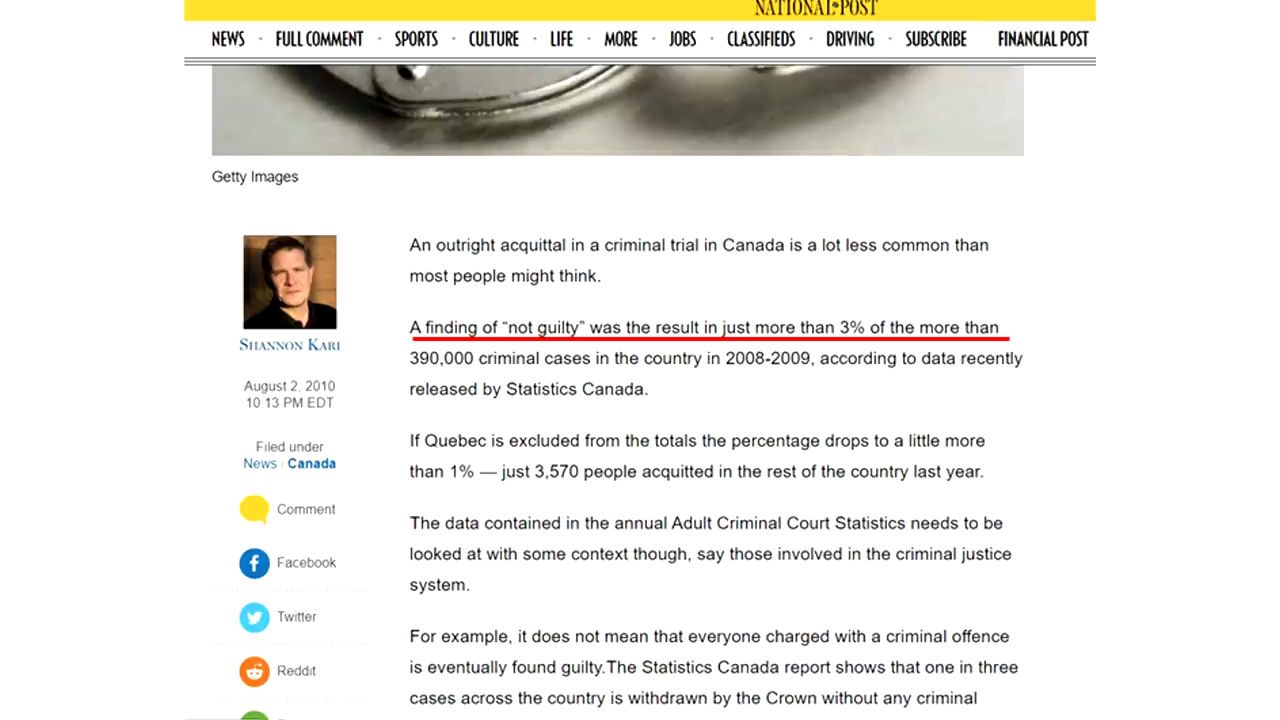 NATIONAL POST
NEWS · FULL COMMENT · SPORTS · CULTURE · LIFE · MORE · JOBS · CLASSIFIEDS · DRIVING · SUBSCRIBE FINANCIAL POST
Getty Images
SHANNON KARI
August 2, 2010
10:13 PM EDT
Filed under
News | Canada
Comment
Facebook
Twitter
Reddit
An outright acquittal in a criminal trial in Canada is a lot less common than
most people might think.
A finding of “not guilty” was the result in just more than 3% of the more than
390,000 criminal cases in the country in 2008-2009, according to data recently
released by Statistics Canada.
If Quebec is excluded from the totals the percentage drops to a little more
than 1% — just 3,570 people acquitted in the rest of the country last year.
The data contained in the annual Adult Criminal Court Statistics needs to be
looked at with some context though, say those involved in the criminal justice
system.
For example, it does not mean that everyone charged with a criminal offence
is eventually found guilty.The Statistics Canada report shows that one in three
cases across the country is withdrawn by the Crown without any criminal